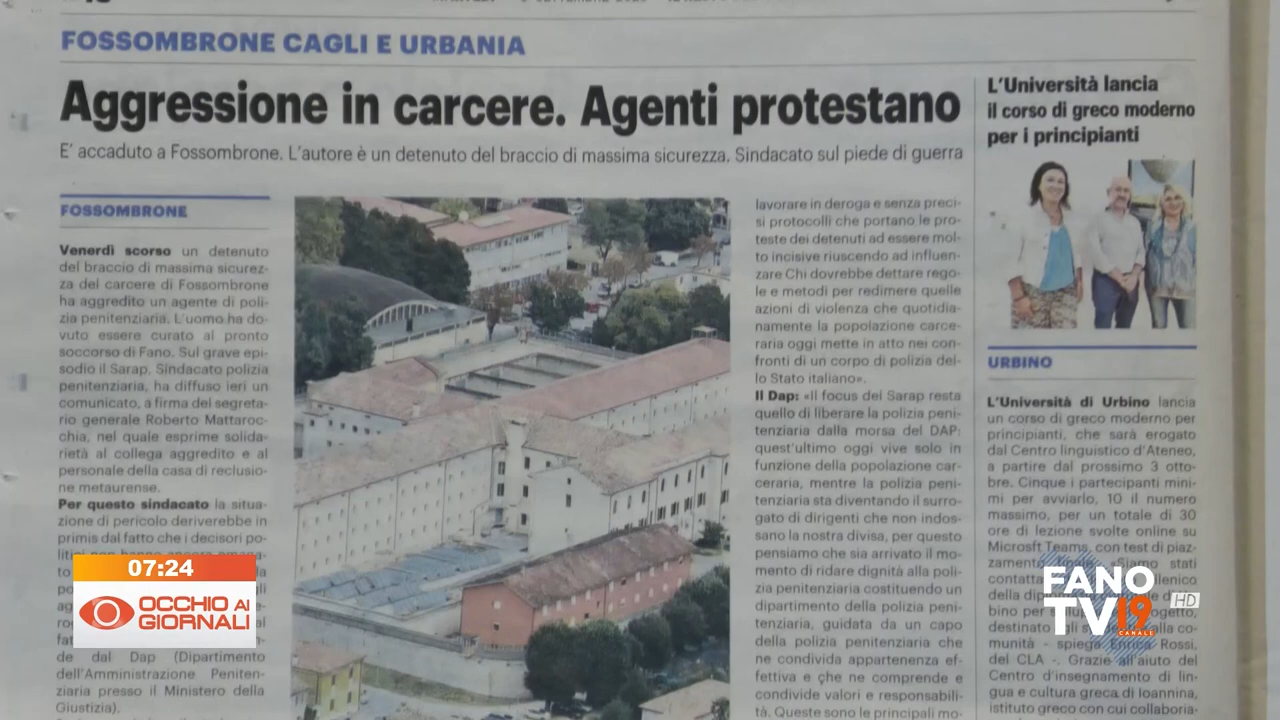 FOSSOMBRONE CAGLI E URBANIA
Aggressione in carcere. Agenti protestano
E' accaduto a Fossombrone. L'autore è un detenuto del braccio di massima sicurezza. Sindacato sul piede di guerra
FOSSOMBRONE
Venerdì scorso un detenuto
del braccio di massima sicurez-
za del carcere di Fossombrone
ha aggredito un agente di poli-
zia penitenziaria. L'uomo ha do-
vuto essere curato al pronto
soccorso di Fano. Sul grave epi-
sodio il Sarap. Sindacato polizia
penitenziaria, ha diffuso ieri un
comunicato, a firma del segreta-
rio generale Roberto Mattaroc-
chia, nel quale esprime solida-
rietà al collega aggredito e al
personale della casa di reclusio-
ne metaurense.
Per questo sindacato la situa-
zione di pericolo deriverebbe in
primis dal fatto che i decisori po-
de dal Dap (Dipartimento
dell'Amministrazione Peniten-
ziaria presso il Ministero della
Giustizia).
lavorare in deroga e senza preci-
si protocolli che portano le pro-
teste dei detenuti ad essere mol-
to incisive riuscendo ad influen-
zare Chi dovrebbe dettare rego-
le e metodi per redimere quelle
azioni di violenza che quotidia-
namente la popolazione carce-
raria oggi mette in atto nei con-
fronti di un corpo di polizia del-
lo Stato italiano».
Il Dap: «Il focus del Sarap resta
quello di liberare la polizia peni-
tenziaria dalla morsa del DAP:
quest'ultimo oggi vive solo in
funzione della popolazione car-
ceraria, mentre la polizia peni-
tenziaria sta diventando il surro-
gato di dirigenti che non indos-
sano la nostra divisa, per questo
pensiamo che sia arrivato il mo-
mento di ridare dignità alla poli-
zia penitenziaria costituendo un
dipartimento della polizia peni-
tenziaria, guidata da un capo
della polizia penitenziaria che
ne condivida appartenenza ef-
fettiva e che ne comprende e
condivide valori e responsabili-
tà. Queste sono le principali mo-
L'Università lancia
il corso di greco moderno
per i principianti
URBINO
L'Università di Urbino lancia
un corso di greco moderno per
principianti, che sarà erogato
dal Centro linguistico d'Ateneo,
a partire dal prossimo 3 otto-
bre. Cinque i partecipanti mini-
mi per avviarlo, 10 il numero
massimo, per un totale di 30
ore di lezione svolte online su
Microsft Teams, con test di piaz-
zamento «Siamo stati
contatta
della
bino per
destinato
munità - spiega Enrica Rossi,
del CLA -. Grazie all'aiuto del
Centro d'insegnamento di lin-
gua e cultura greca di Ioannina,
istituto greco con cui collabora-
07:24
OCCHIO AI
GIORNALI
FANO
TV19
CANALE
HD